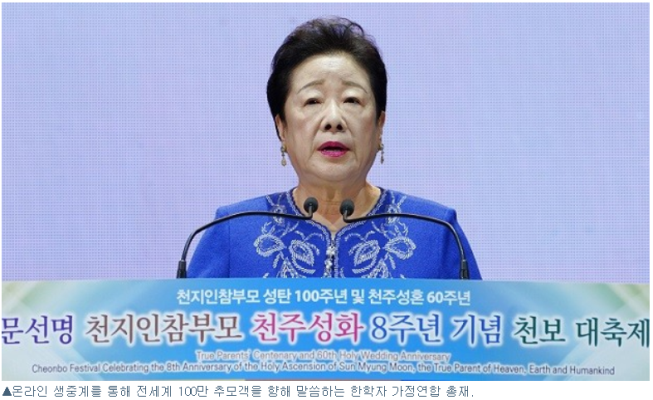 천지인참부모 성탄 100주년 및 천주성혼 60주년
문선명 천지인참부모 천주성화 8주년 기념 천보 대축제
True Parents' Centenary and 60th Holy Wedding Anniversary
Cheonbo Festival Celebrating the 8th Anniversary of the Holy Ascension of Sun Myung Moon, the True Parent of Heaven, Earth and Humankind
▲온라인 생중계를 통해 전세계 100만 추모객을 향해 말씀하는 한학자 가정연합 총재.